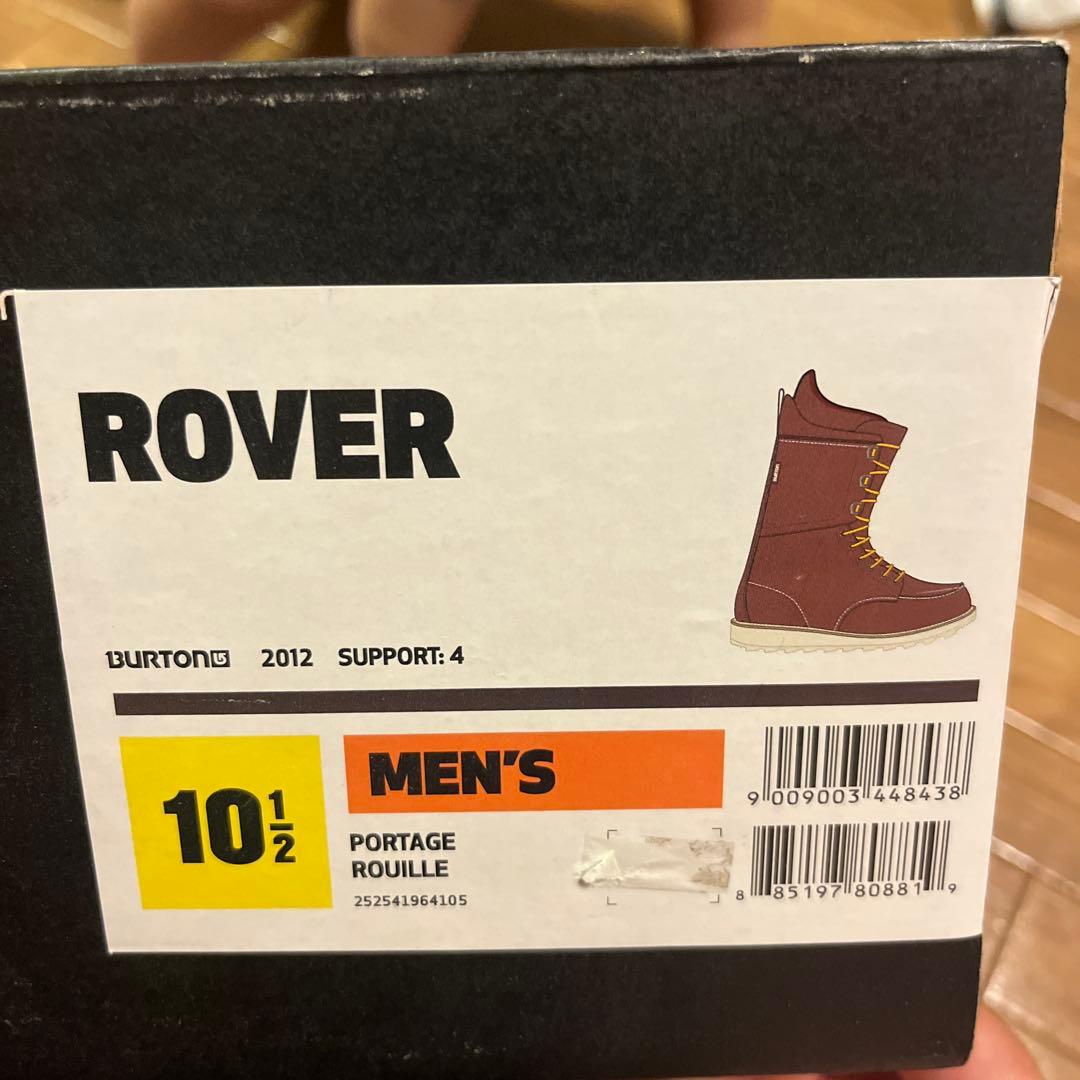 ROVER
BURTON 2012 SUPPORT: 4
10 1/2
MEN'S
PORTAGE
ROUILLE
252541964105
9 009003 448438
8 85197 80881 9